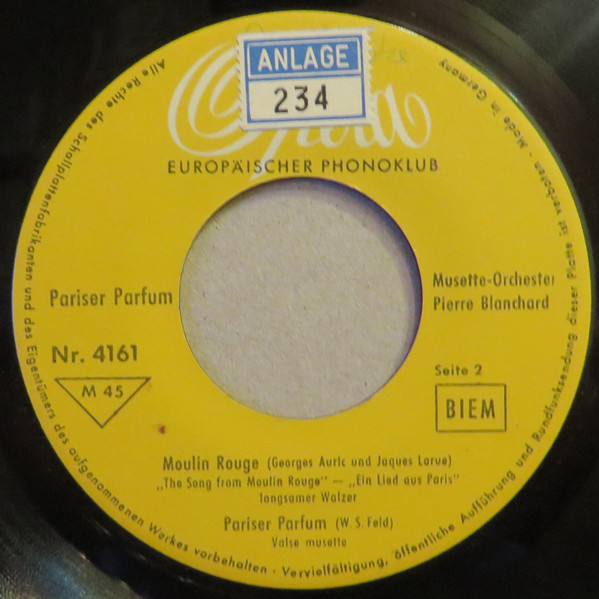 ANLAGE
234
Opera
EUROPÄISCHER PHONOKLUB
Pariser Parfum
Musette-Orchester
Pierre Blanchard
Nr. 4161
M 45
Seite 2
BIEM
Moulin Rouge (Georges Auric und Jaques Larue)
„The Song from Moulin Rouge" — „Ein Lied aus Paris"
langsamer Walzer
Pariser Parfum (W. S. Feld)
Valse musette
Alle Rechte des Schallplattenfabrikanten und des Eigentümers des aufgenommenen Werkes vorbehalten · Vervielfältigung, öffentliche Aufführung und Rundfunksendung dieser Platte ist verboten · Made in Germany